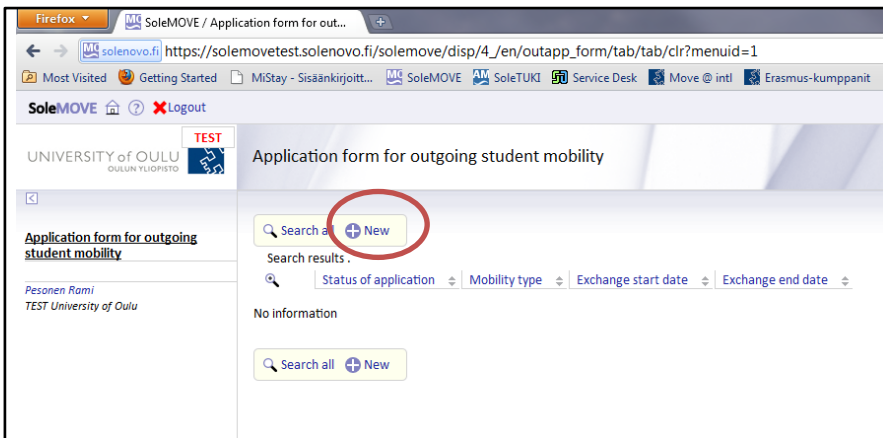 Firefox
SoleMOVE / Application form for out...
solenovo.fi https://solemovetest.solenovo.fi/solemove/disp/4_/en/outapp_form/tab/tab/clr?menuid=1
Most Visited Getting Started MiStay - Sisäänkirjoitt... SoleMOVE SoleTUKI Service Desk Move @ intl Erasmus-kumppanit
SoleMOVE Logout
TEST
UNIVERSITY of OULU
OULUN YLIOPISTO
Application form for outgoing student mobility
Application form for outgoing
student mobility
Pesonen Rami
TEST University of Oulu
Search all New
Search results .
Status of application Mobility type Exchange start date Exchange end date
No information
Search all New